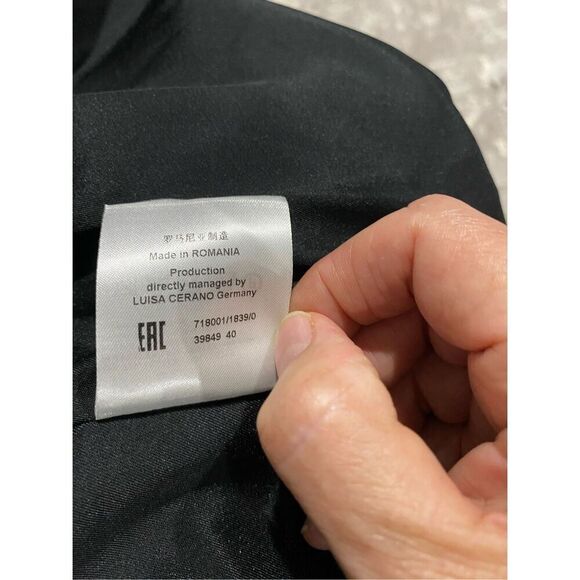 罗马尼亚制造
Made in ROMANIA
Production
directly managed by
LUISA CERANO Germany
EAC
718001/1839/0
39849 40